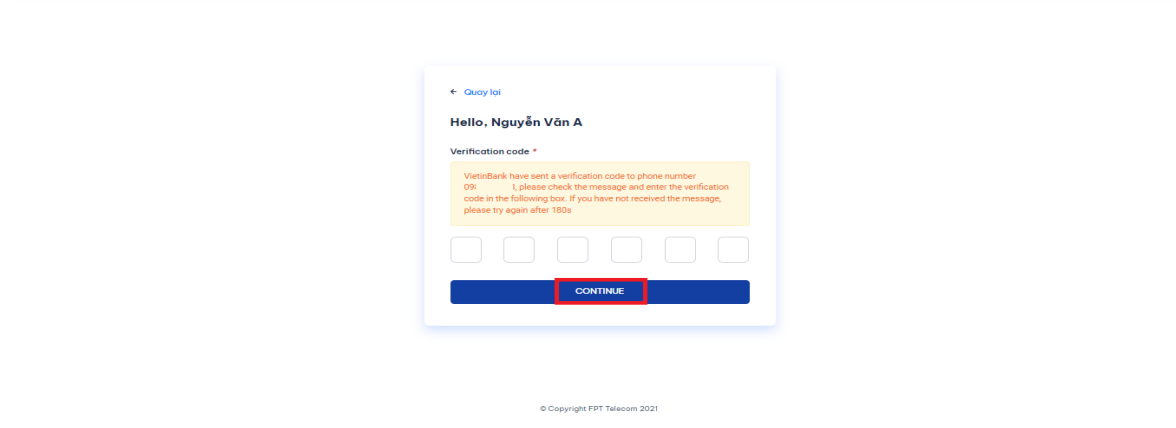 ← Quay lại
Hello, Nguyễn Văn A
Verification code *
VietinBank have sent a verification code to phone number
09, please check the message and enter the verification
code in the following box. If you have not received the message,
please try again after 180s
CONTINUE
© Copyright FPT Telecom 2021